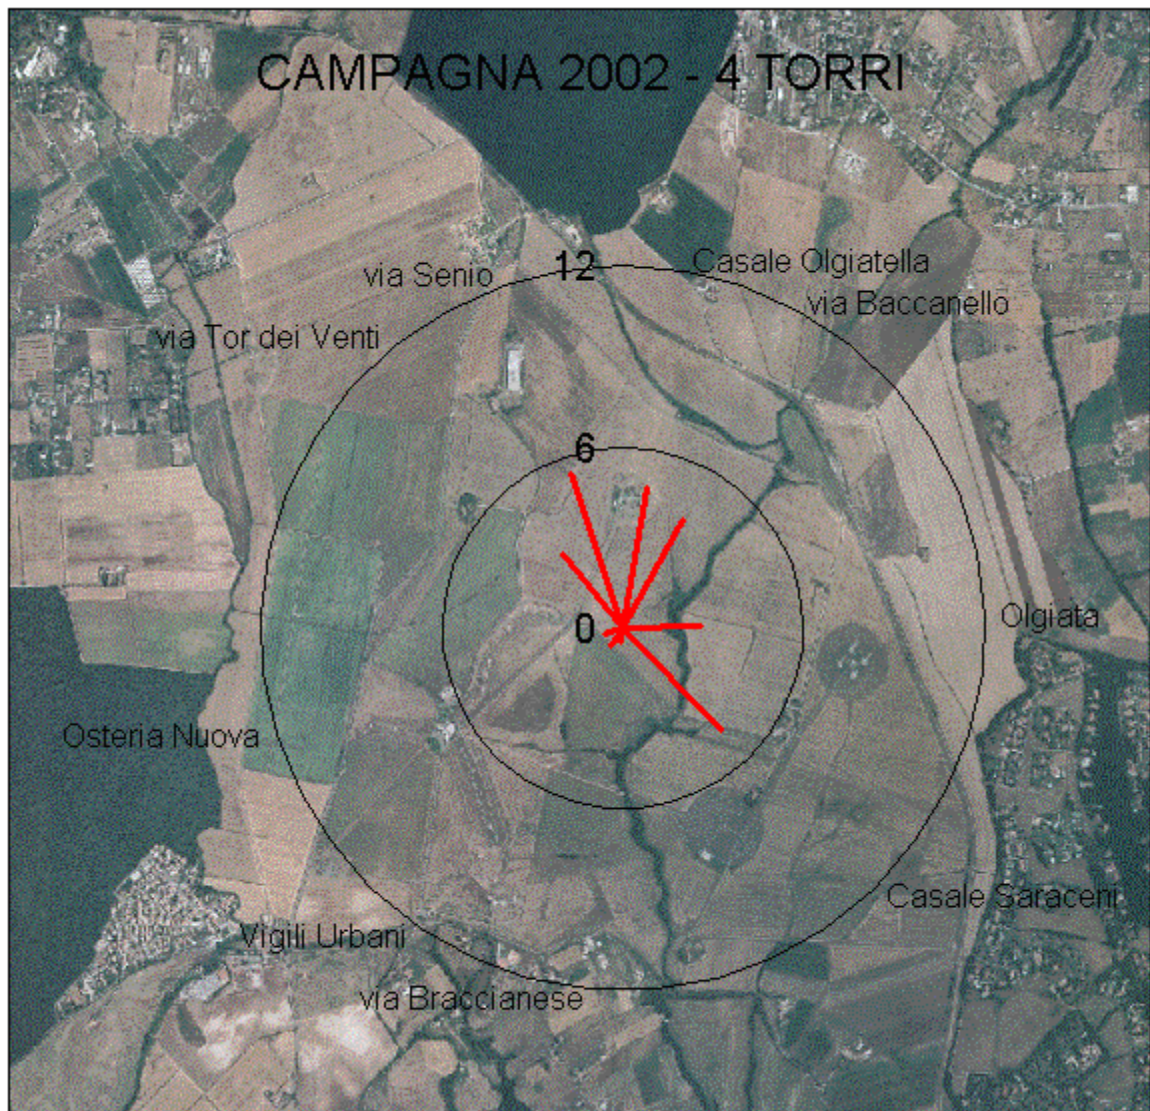 CAMPAGNA 2002 - 4 TORRI
via Senio
12
Casale Olgiatella
via Baccanello
via Tor dei Venti
6
0
Olgiata
Osteria Nuova
Casale Saraceni
Vigili Urbani
via Braccianese